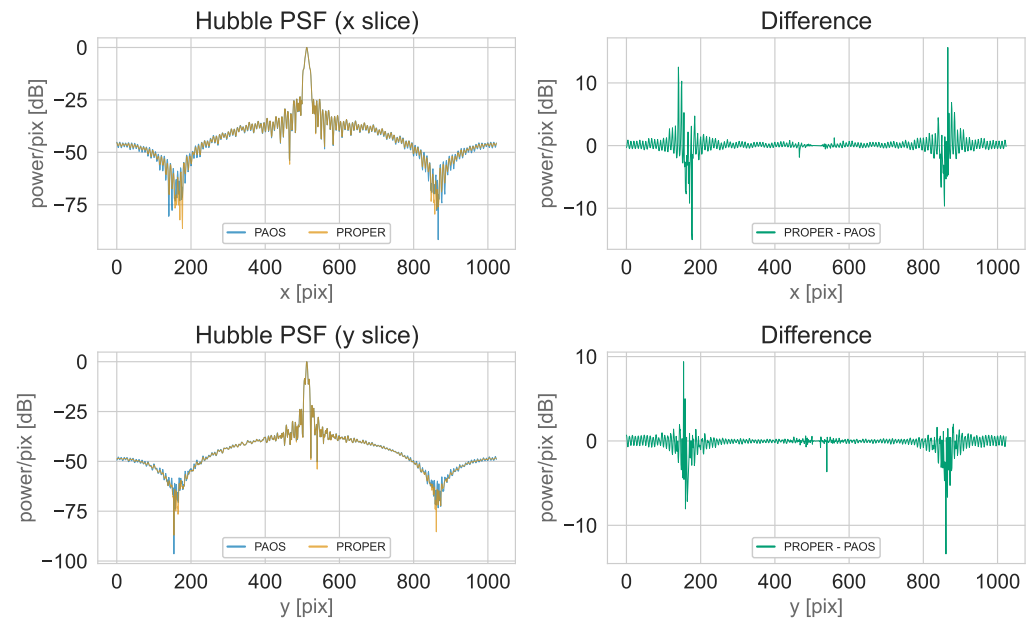 Hubble PSF (x slice)
0
−25
−50
−75
power/pix [dB]
PAOS PROPER
0 200 400 600 800 1000
x [pix]
Difference
10
0
−10
power/pix [dB]
PROPER - PAOS
0 200 400 600 800 1000
x [pix]
Hubble PSF (y slice)
0
−25
−50
−75
−100
power/pix [dB]
PAOS PROPER
0 200 400 600 800 1000
y [pix]
Difference
10
0
−10
power/pix [dB]
PROPER - PAOS
0 200 400 600 800 1000
y [pix]